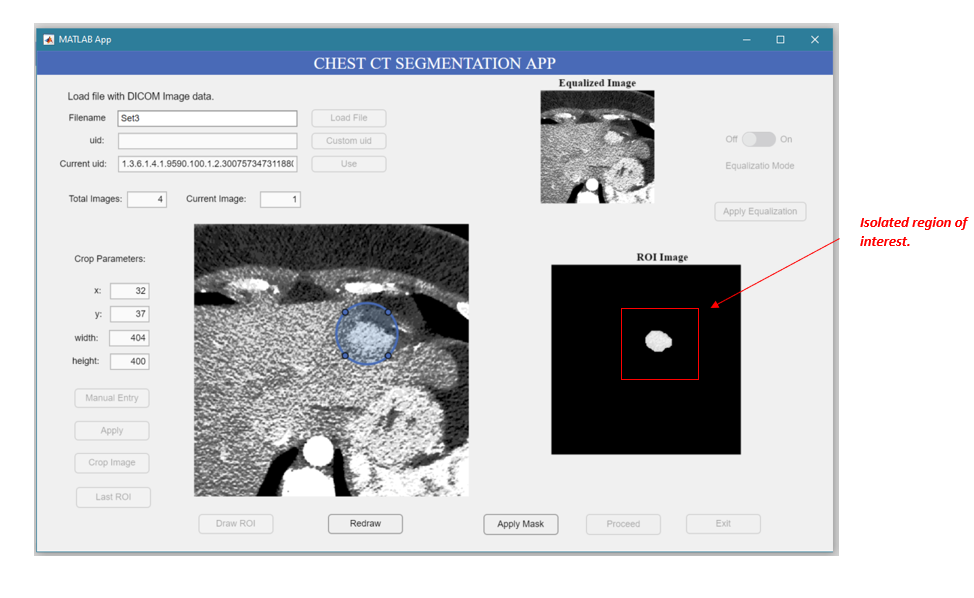 MATLAB App
CHEST CT SEGMENTATION APP
Load file with DICOM Image data.
Filename
Set3
Load File
uid:
Custom uid
Current uid:
1.3.6.1.4.1.9590.100.1.2.30075734731188(
Use
Total Images:
4
Current Image:
1
Equalized Image
Off
On
Equalizatio Mode
Apply Equalization
Crop Parameters:
x:
32
y:
37
width:
404
height:
400
Manual Entry
Apply
Crop Image
Last ROI
ROI Image
Isolated region of
interest.
Draw ROI
Redraw
Apply Mask
Proceed
Exit